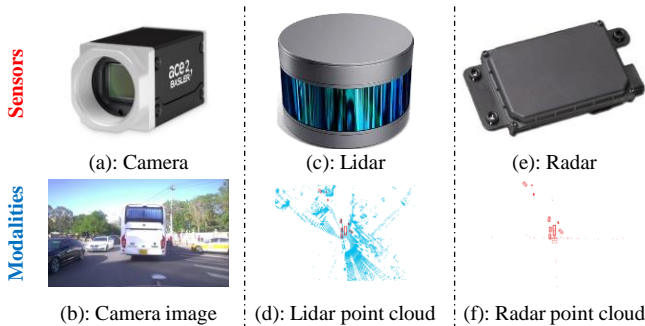 Sensors
ace 2
BASLER
(a): Camera
(c): Lidar
(e): Radar
Modalities
(b): Camera image
(d): Lidar point cloud
(f): Radar point cloud